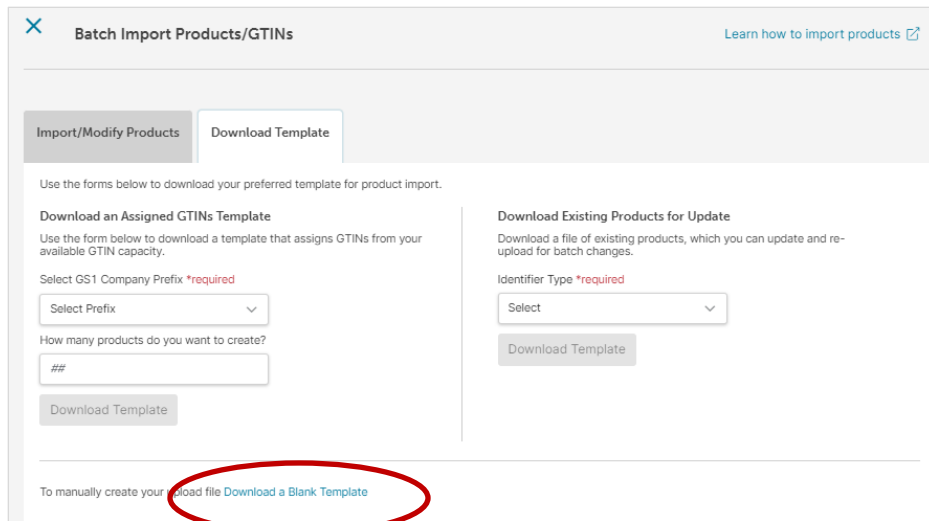 Batch Import Products/GTINs
Learn how to import products
Import/Modify Products
Download Template
Use the forms below to download your preferred template for product import.
Download an Assigned GTINs Template
Use the form below to download a template that assigns GTINs from your
available GTIN capacity.
Select GS1 Company Prefix *required
Select Prefix
How many products do you want to create?
##
Download Template
Download Existing Products for Update
Download a file of existing products, which you can update and re-
upload for batch changes.
Identifier Type *required
Select
Download Template
To manually create your upload file Download a Blank Template